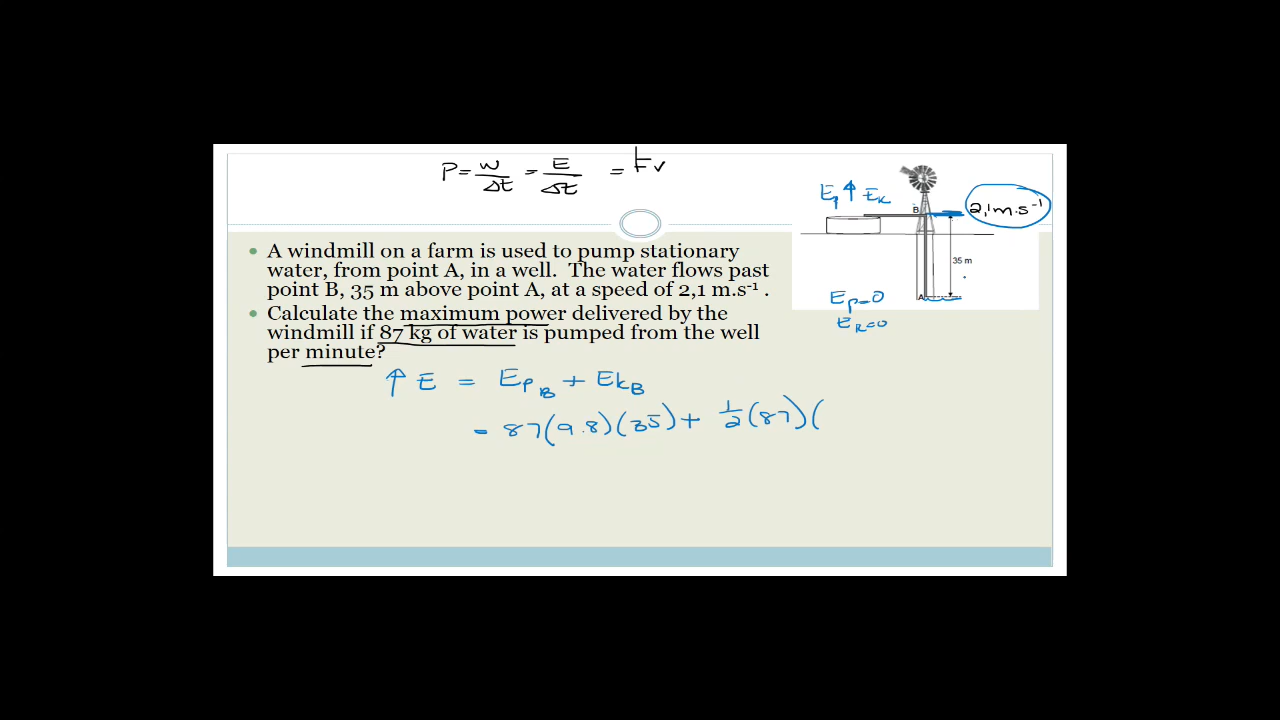 P = W/Δt = E/Δt = Fv
Ep ↑ Ek
2,1m.s⁻¹
B
35 m
A
Ep=0
Ek=0
• A windmill on a farm is used to pump stationary
water, from point A, in a well. The water flows past
point B, 35 m above point A, at a speed of 2,1 m.s⁻¹ .
• Calculate the maximum power delivered by the
windmill if 87 kg of water is pumped from the well
per minute?
↑ E = EpB + EkB
= 87(9.8)(35) + 1/2(87)(